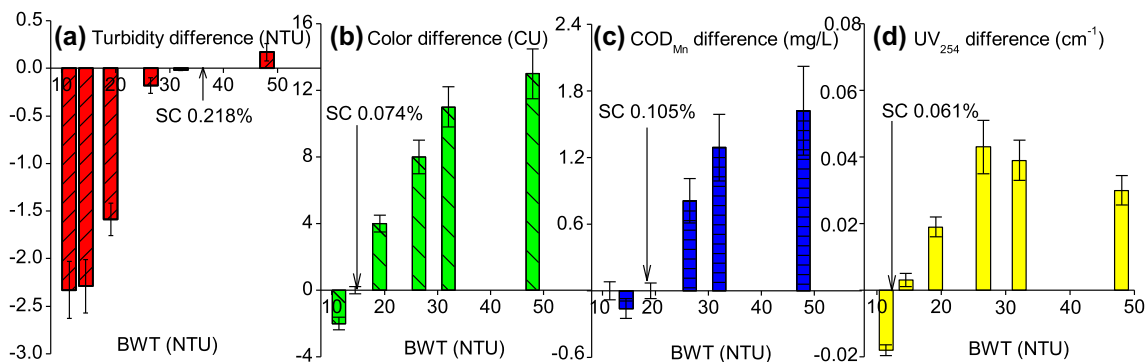 (a) Turbidity difference (NTU)
0.5
0.0
-0.5
-1.0
-1.5
-2.0
-2.5
-3.0
10 20 30 40 50
SC 0.218%
BWT (NTU)
(b) Color difference (CU)
16
12
8
4
0
-4
10 20 30 40 50
SC 0.074%
BWT (NTU)
(c) COD_Mn difference (mg/L)
2.4
1.8
1.2
0.6
-0.6
10 20 30 40 50
SC 0.105%
BWT (NTU)
(d) UV_254 difference (cm⁻¹)
0.08
0.06
0.04
0.02
0.00
-0.02
10 20 30 40 50
SC 0.061%
BWT (NTU)